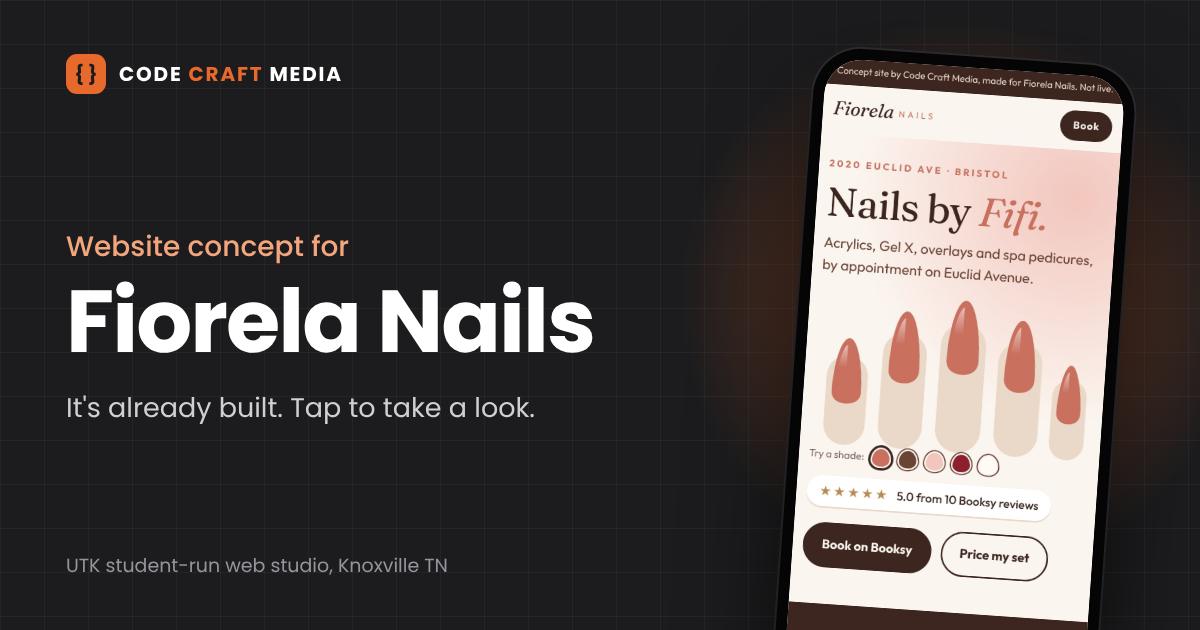 { } CODE CRAFT MEDIA
Website concept for
Fiorela Nails
It's already built. Tap to take a look.
UTK student-run web studio, Knoxville TN
Concept site by Code Craft Media, made for Fiorela Nails. Not live.
Fiorela NAILS
Book
2020 EUCLID AVE · BRISTOL
Nails by Fifi.
Acrylics, Gel X, overlays and spa pedicures,
by appointment on Euclid Avenue.
Try a shade:
★★★★★ 5.0 from 10 Booksy reviews
Book on Booksy
Price my set